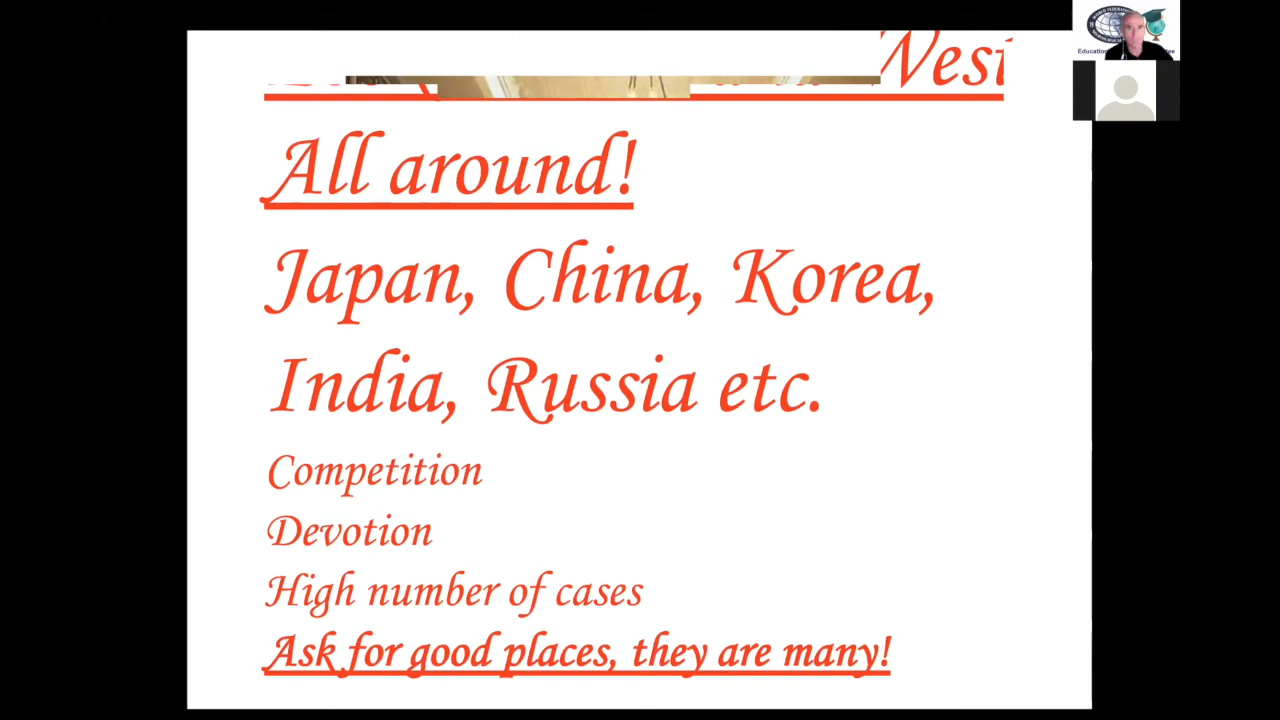 West
All around!
Japan, China, Korea,
India, Russia etc.
Competition
Devotion
High number of cases
Ask for good places, they are many!